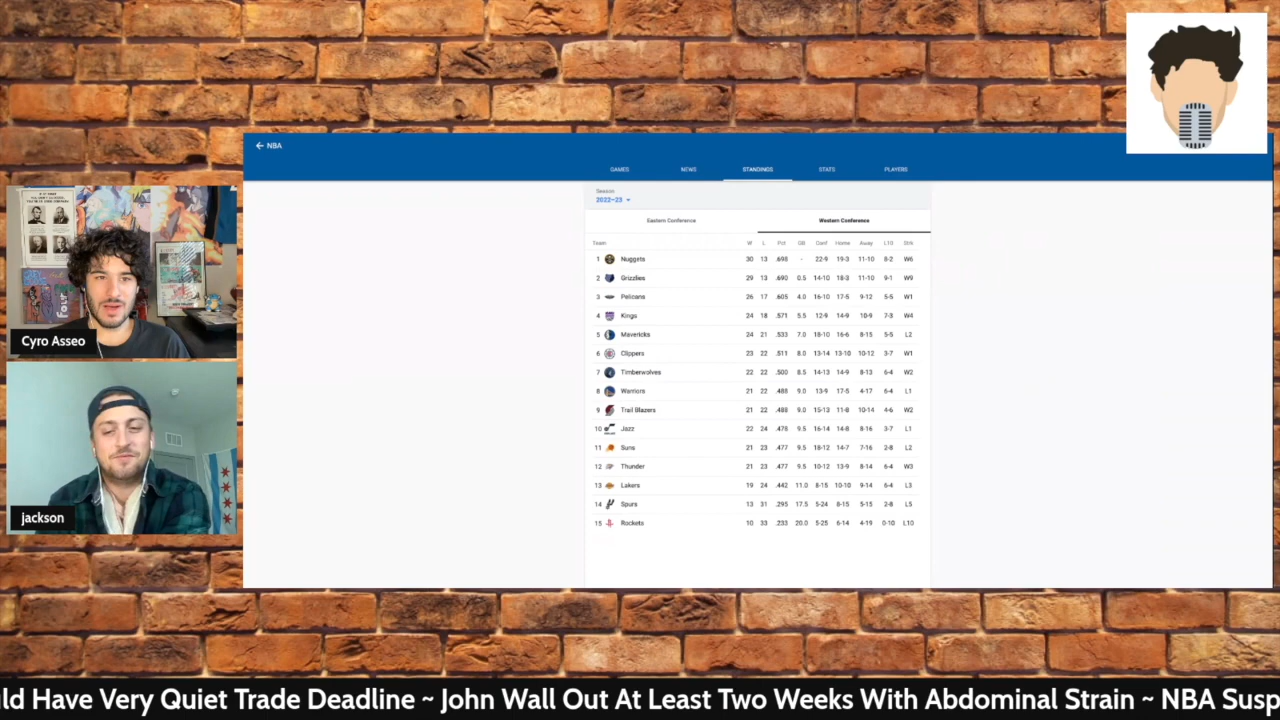 ← NBA
GAMES NEWS STANDINGS STATS PLAYERS
Season
2022–23
Eastern Conference Western Conference
Team W L Pct GB Conf Home Away L10 Strk
1 Nuggets 30 13 .698 - 22-9 19-3 11-10 8-2 W6
2 Grizzlies 29 13 .690 0.5 14-10 18-3 11-10 9-1 W9
3 Pelicans 26 17 .605 4.0 16-10 17-5 9-12 5-5 W1
4 Kings 24 18 .571 5.5 12-9 14-9 10-9 7-3 W4
5 Mavericks 24 21 .533 7.0 18-10 16-6 8-15 5-5 L2
6 Clippers 23 22 .511 8.0 13-14 13-10 10-12 3-7 W1
7 Timberwolves 22 22 .500 8.5 14-13 14-9 8-13 6-4 W2
8 Warriors 21 22 .488 9.0 13-9 17-5 4-17 6-4 L1
9 Trail Blazers 21 22 .488 9.0 15-13 11-8 10-14 4-6 W2
10 Jazz 22 24 .478 9.5 16-14 14-8 8-16 3-7 L1
11 Suns 21 23 .477 9.5 18-12 14-7 7-16 2-8 L2
12 Thunder 21 23 .477 9.5 10-12 13-9 8-14 6-4 W3
13 Lakers 19 24 .442 11.0 8-15 10-10 9-14 6-4 L3
14 Spurs 13 31 .295 17.5 5-24 8-15 5-15 2-8 L5
15 Rockets 10 33 .233 20.0 5-25 6-14 4-19 0-10 L10
Cyro Asseo
jackson
ld Have Very Quiet Trade Deadline ~ John Wall Out At Least Two Weeks With Abdominal Strain ~ NBA Susp